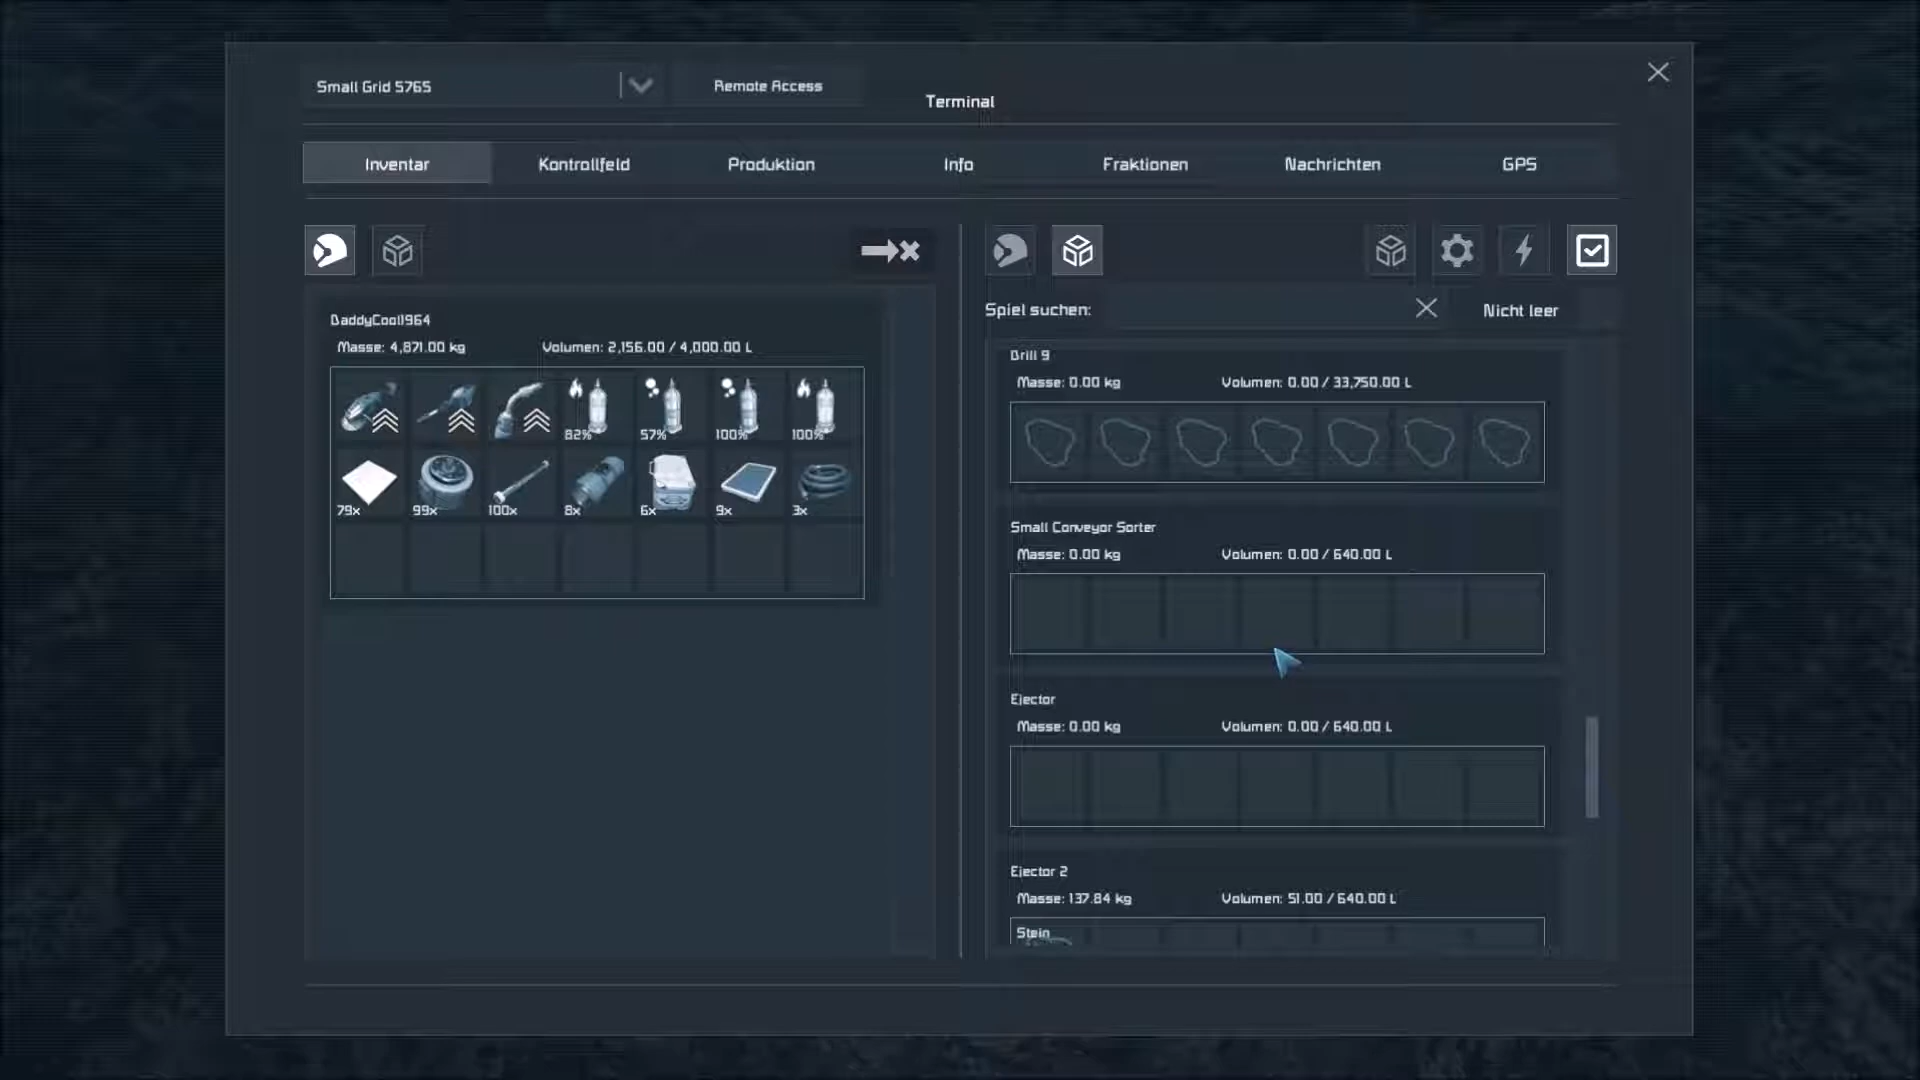 Small Grid 5765
Remote Access
Terminal
Inventar
Kontrollfeld
Produktion
Info
Fraktionen
Nachrichten
GPS
DaddyCool1964
Masse: 4,871.00 kg
Volumen: 2,156.00 / 4,000.00 L
82%
57%
100%
100%
79x
99x
100x
8x
6x
9x
3x
Spiel suchen:
Nicht leer
Drill 9
Masse: 0.00 kg
Volumen: 0.00 / 33,750.00 L
Small Conveyor Sorter
Masse: 0.00 kg
Volumen: 0.00 / 640.00 L
Ejector
Masse: 0.00 kg
Volumen: 0.00 / 640.00 L
Ejector 2
Masse: 137.84 kg
Volumen: 51.00 / 640.00 L
Stein